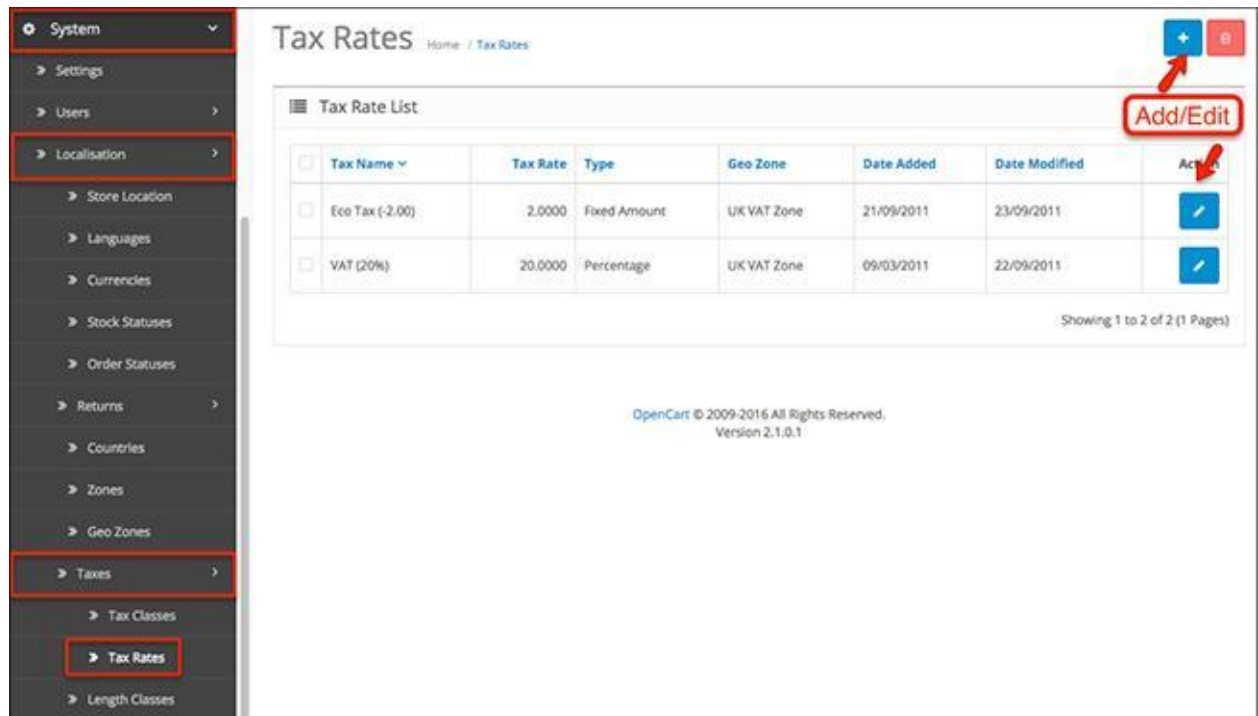 System
Settings
Users
Localisation
Store Location
Languages
Currencies
Stock Statuses
Order Statuses
Returns
Countries
Zones
Geo Zones
Taxes
Tax Classes
Tax Rates
Length Classes
Tax Rates Home / Tax Rates
Add/Edit
Tax Rate List
Tax Name Tax Rate Type Geo Zone Date Added Date Modified Action
Eco Tax (-2.00) 2.0000 Fixed Amount UK VAT Zone 21/09/2011 23/09/2011
VAT (20%) 20.0000 Percentage UK VAT Zone 09/03/2011 22/09/2011
Showing 1 to 2 of 2 (1 Pages)
OpenCart © 2009-2016 All Rights Reserved.
Version 2.1.0.1